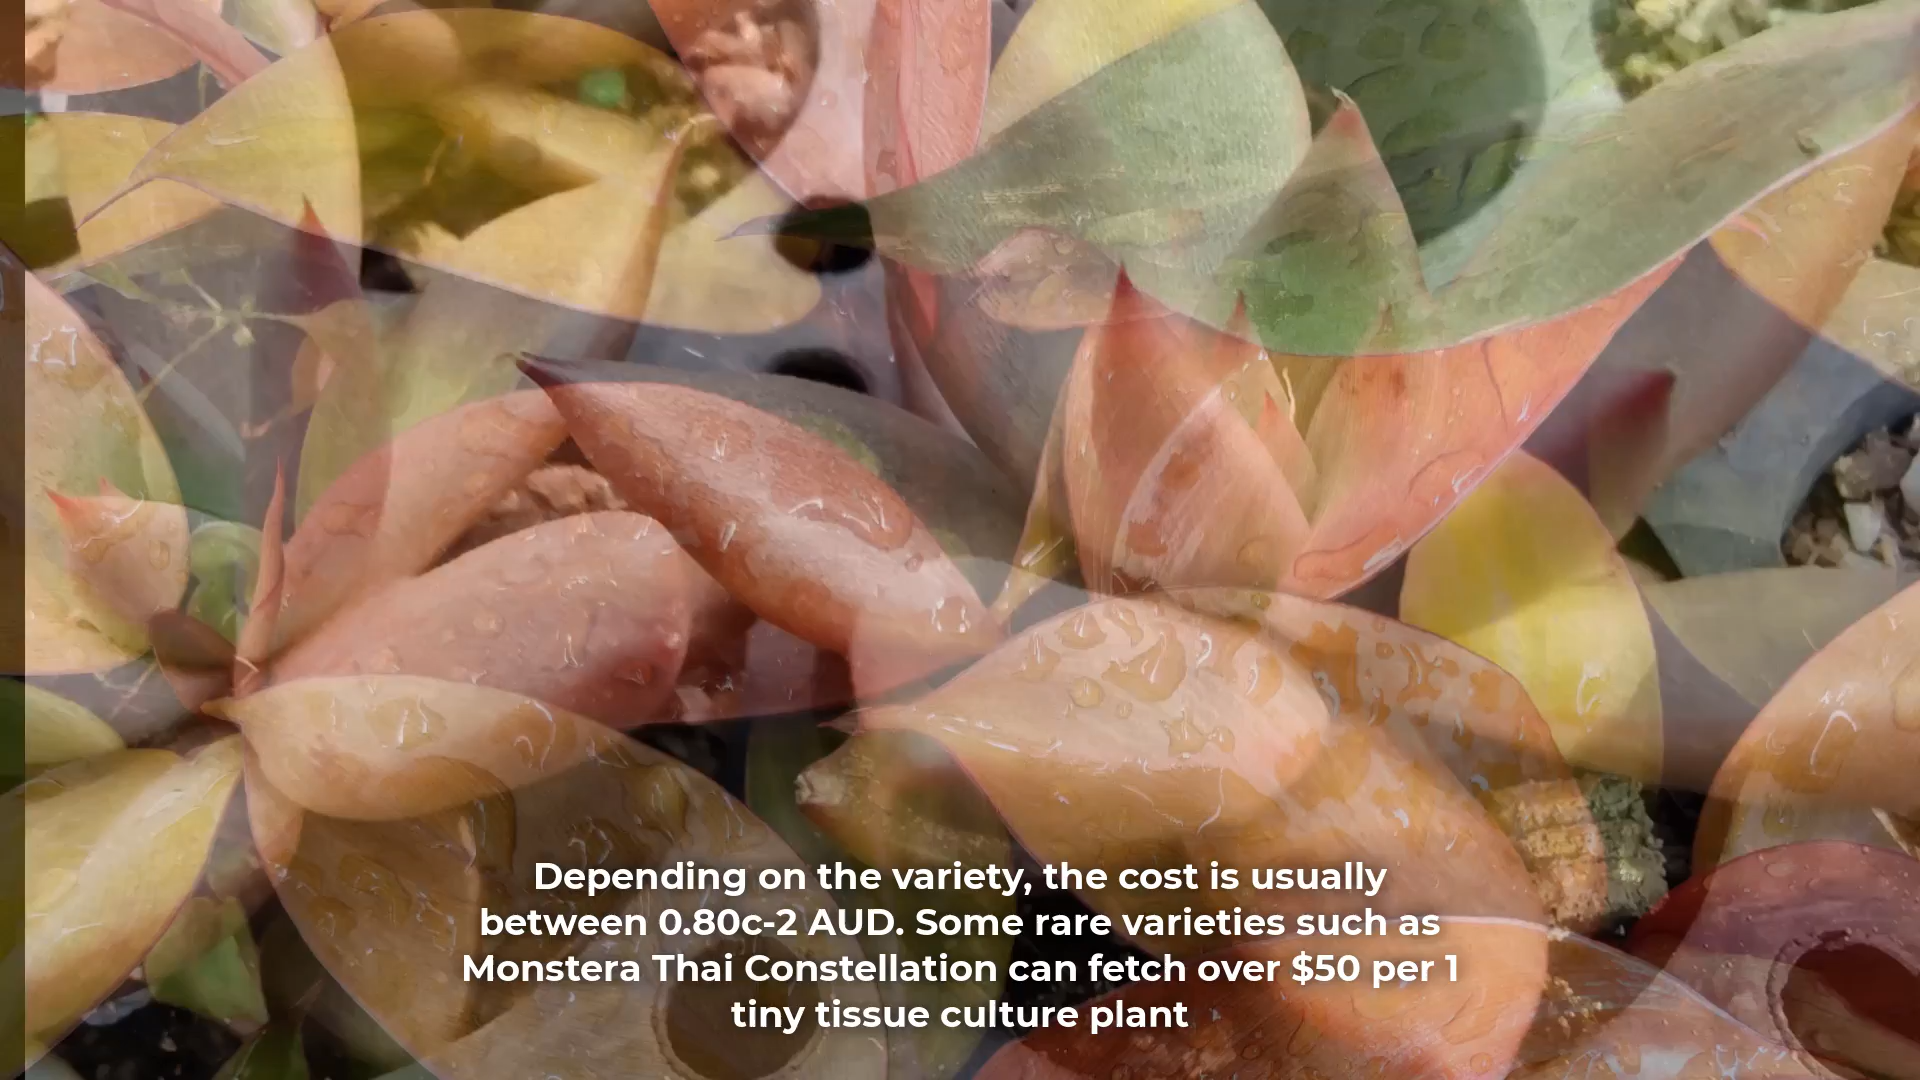 Depending on the variety, the cost is usually
between 0.80c-2 AUD. Some rare varieties such as
Monstera Thai Constellation can fetch over $50 per 1
tiny tissue culture plant